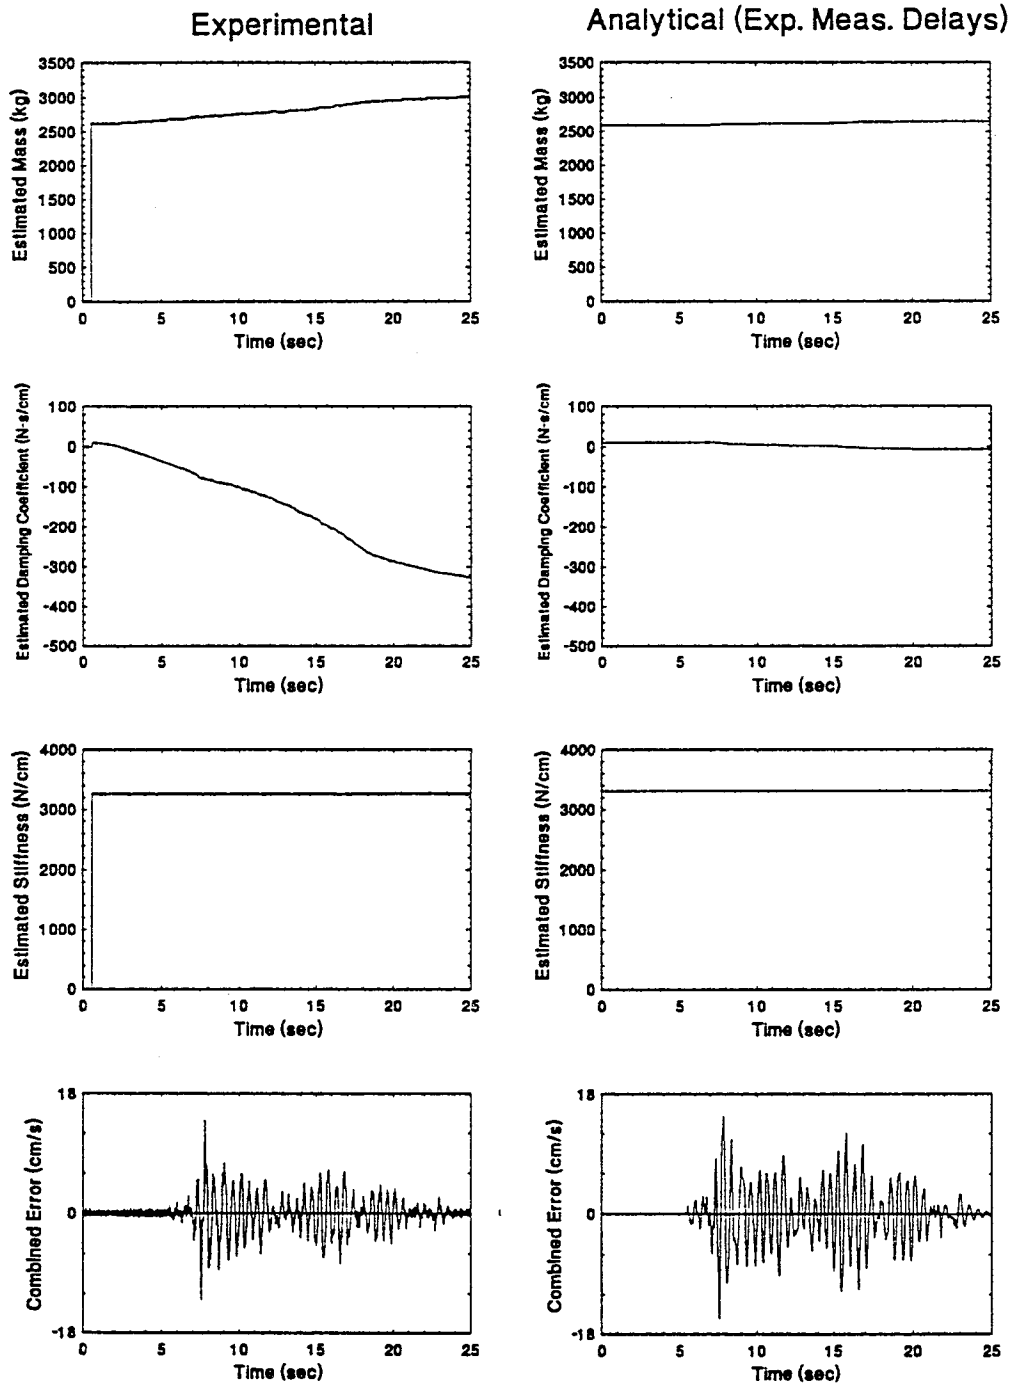 Experimental
Analytical (Exp. Meas. Delays)
Estimated Mass (kg)
3500
3000
2500
2000
1500
1000
500
0
0 5 10 15 20 25
Time (sec)
Estimated Mass (kg)
3500
3000
2500
2000
1500
1000
500
0
0 5 10 15 20 25
Time (sec)
Estimated Damping Coefficient (N-s/cm)
100
0
-100
-200
-300
-400
-500
0 5 10 15 20 25
Time (sec)
Estimated Damping Coefficient (N-s/cm)
100
0
-100
-200
-300
-400
-500
0 5 10 15 20 25
Time (sec)
Estimated Stiffness (N/cm)
4000
3000
2000
1000
0
0 5 10 15 20 25
Time (sec)
Estimated Stiffness (N/cm)
4000
3000
2000
1000
0
0 5 10 15 20 25
Time (sec)
Combined Error (cm/s)
18
0
-18
0 5 10 15 20 25
Time (sec)
Combined Error (cm/s)
18
0
-18
0 5 10 15 20 25
Time (sec)